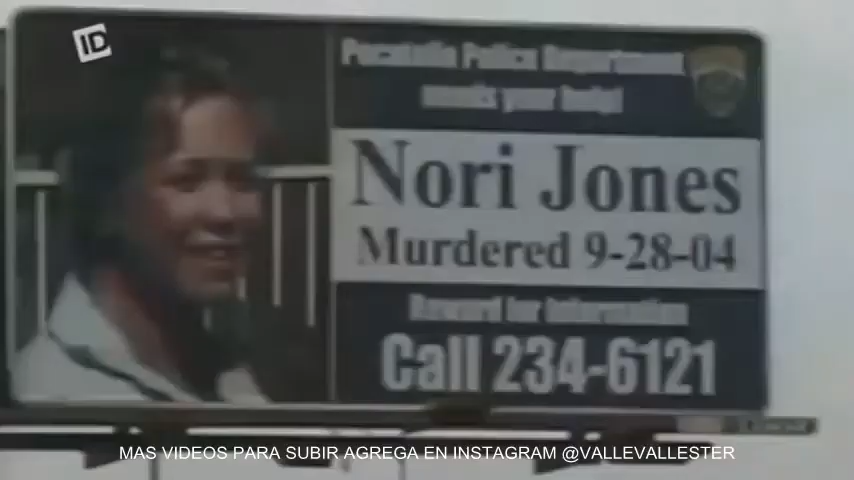 ID
Pocatello Police Department
needs your help!
Nori Jones
Murdered 9-28-04
Reward for Information
Call 234-6121
MAS VIDEOS PARA SUBIR AGREGA EN INSTAGRAM @VALLEVALLESTER